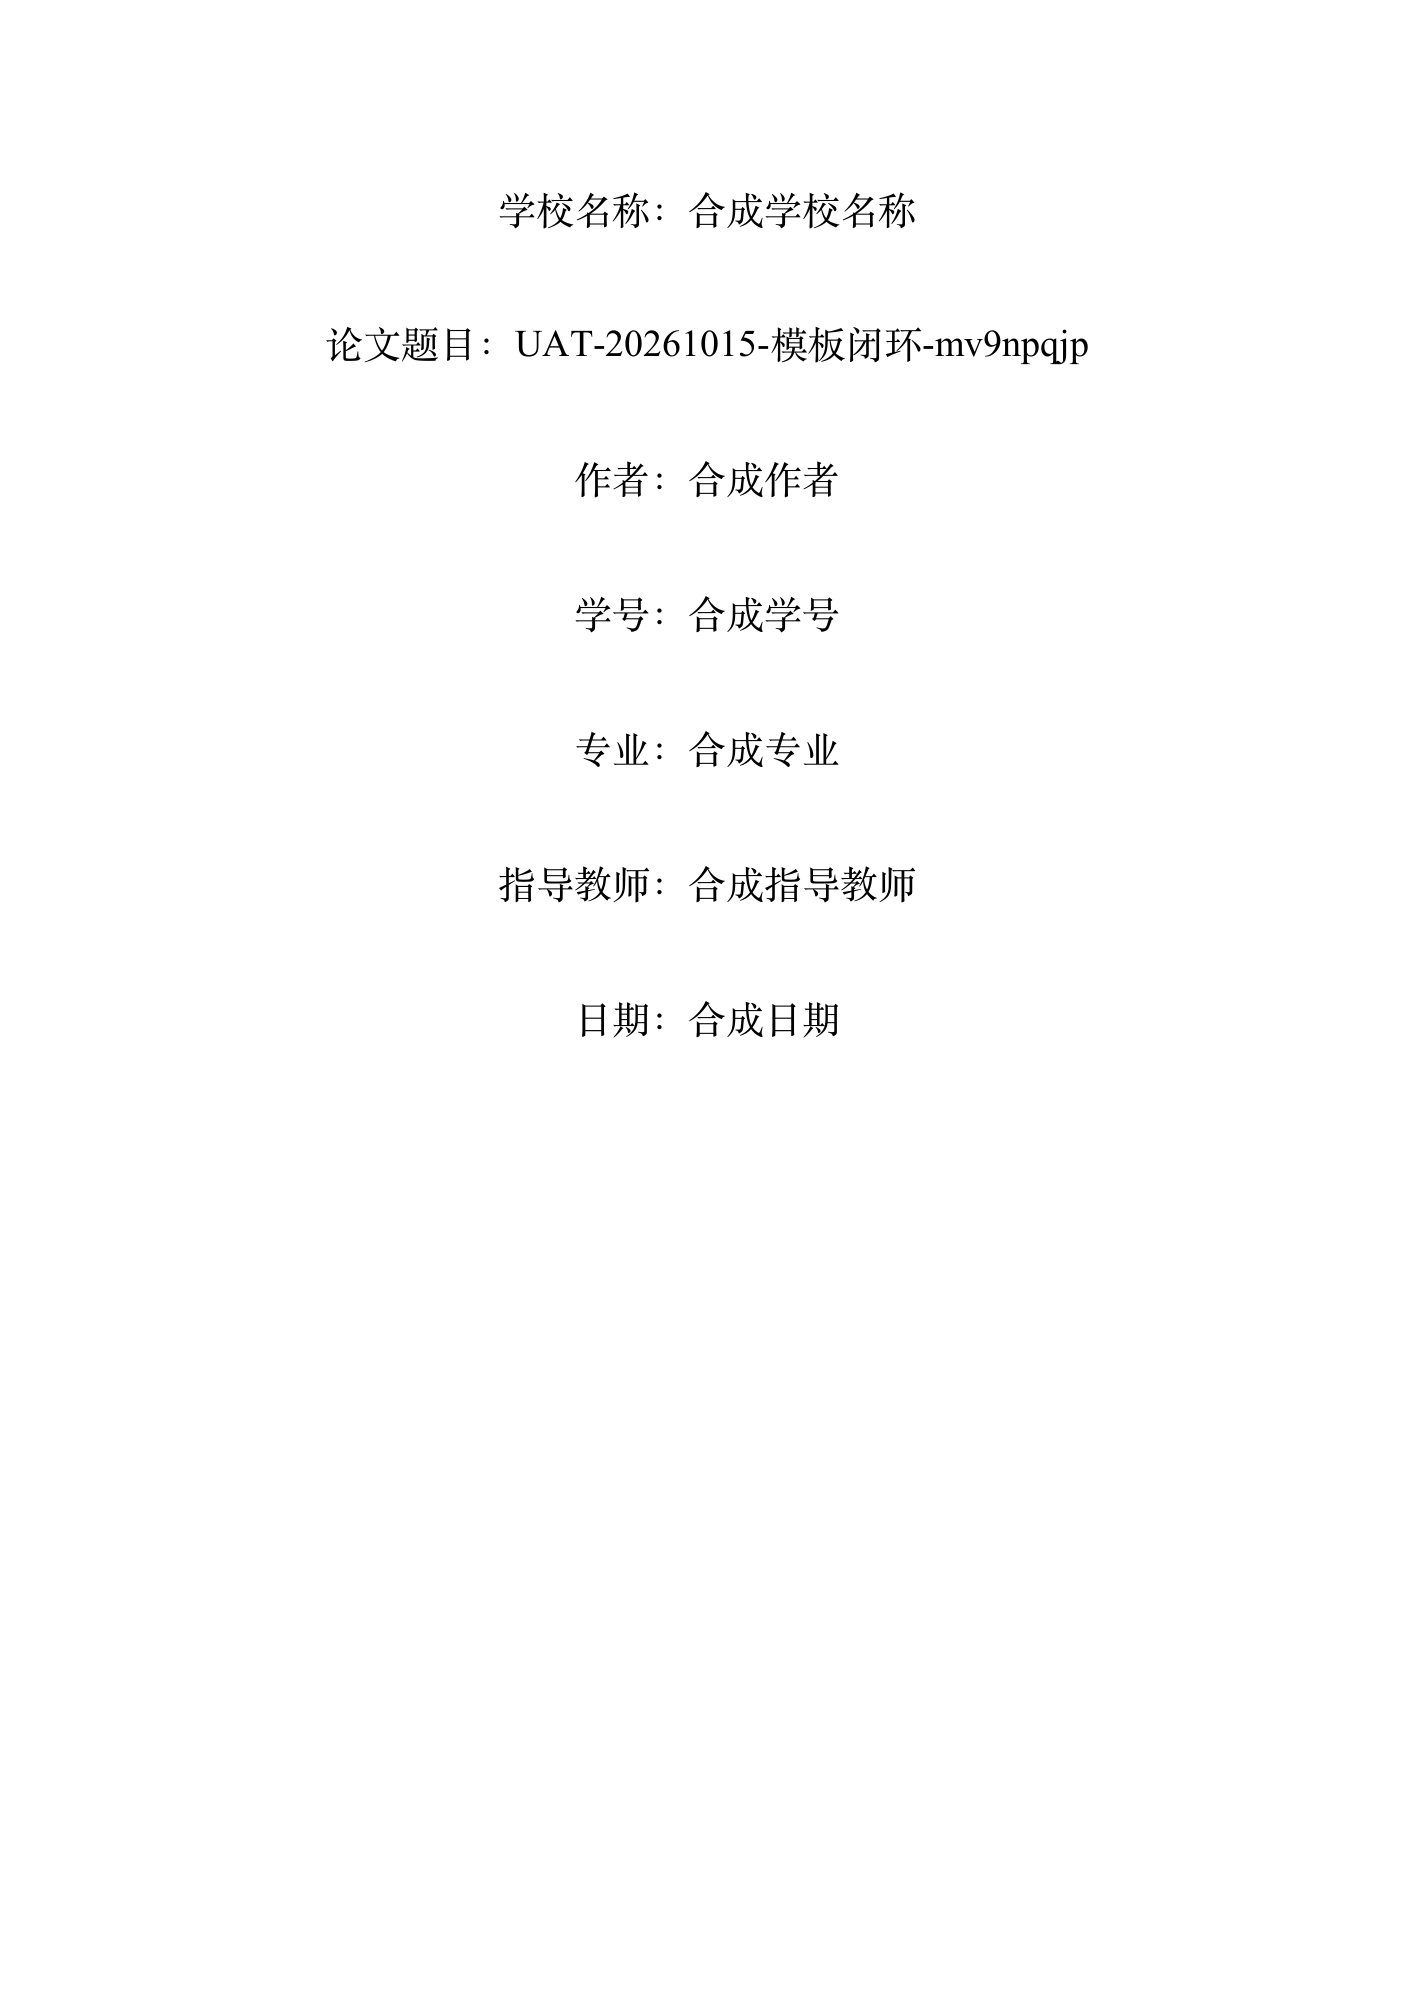 学校名称：合成学校名称
论文题目：UAT-20261015-模板闭环-mv9npqjp
作者：合成作者
学号：合成学号
专业：合成专业
指导教师：合成指导教师
日期：合成日期